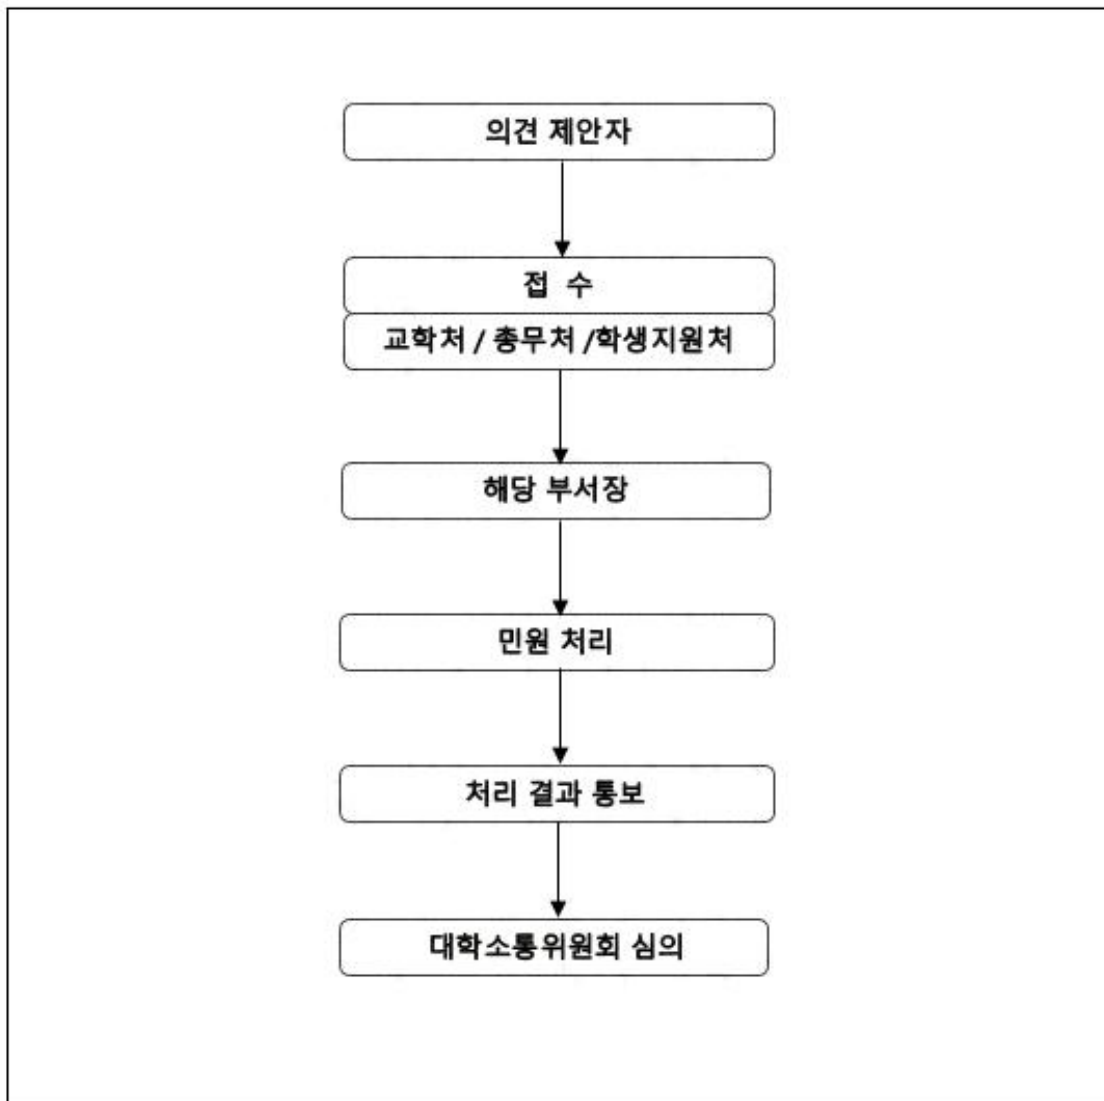 의견 제안자
접 수
교학처 / 총무처 /학생지원처
해당 부서장
민원 처리
처리 결과 통보
대학소통위원회 심의